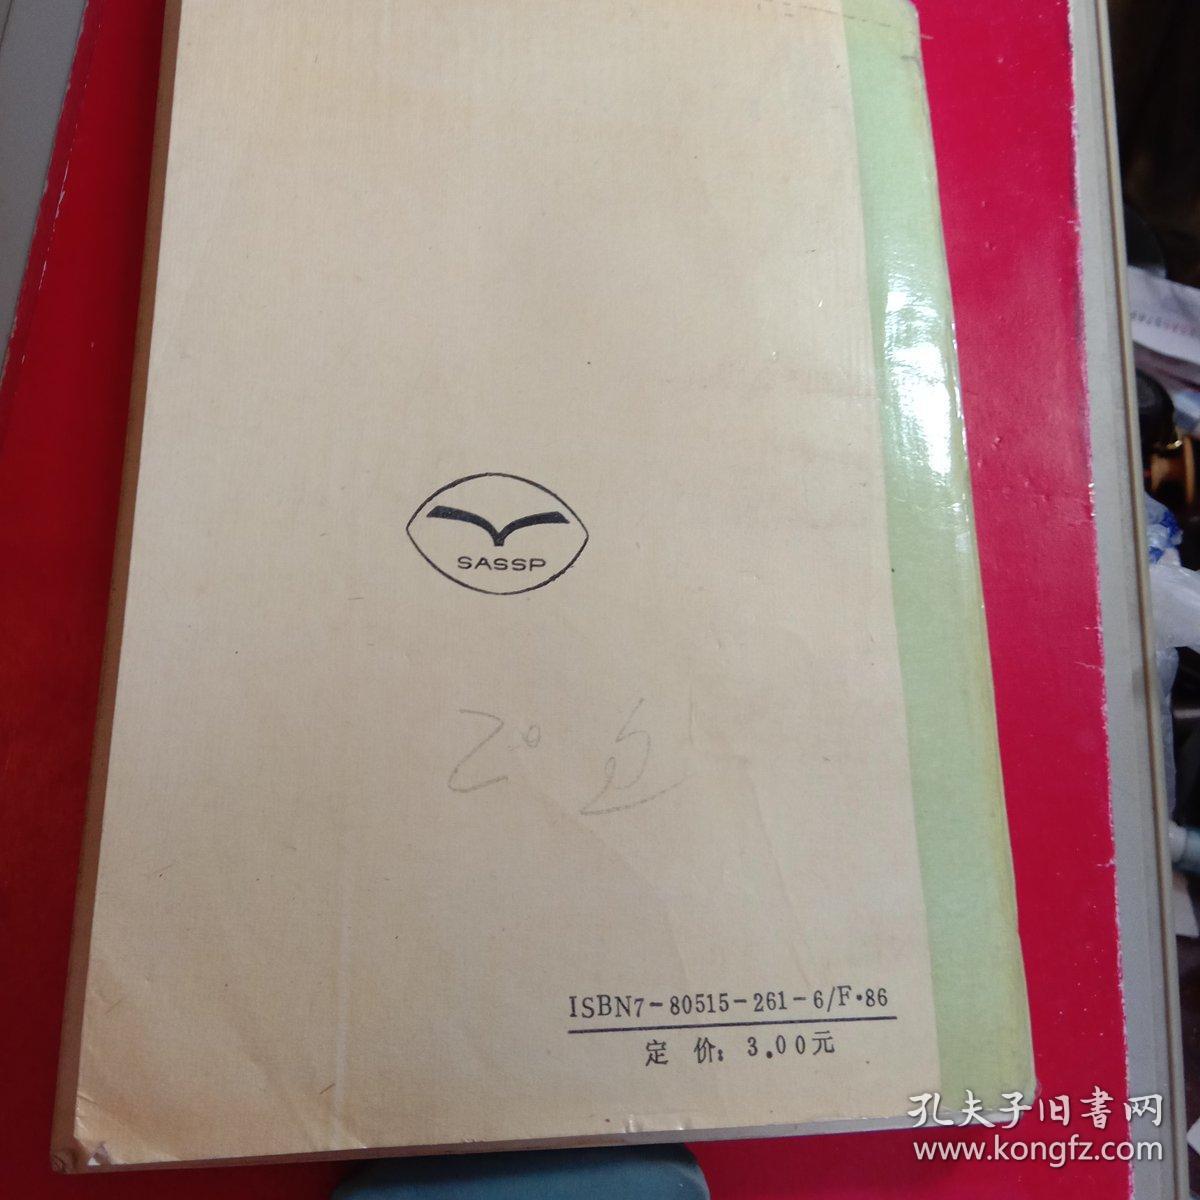 SASSP
ISBN7-80515-261-6/F·86
定 价: 3.00元
孔夫子旧書网
www.kongfz.com